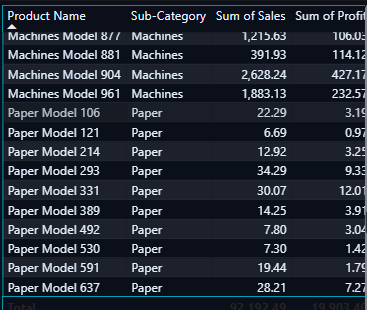 Product Name Sub-Category Sum of Sales Sum of Profit
Machines Model 877 Machines 1,215.63 106.03
Machines Model 881 Machines 391.93 114.12
Machines Model 904 Machines 2,628.24 427.17
Machines Model 961 Machines 1,883.13 232.57
Paper Model 106 Paper 22.29 3.19
Paper Model 121 Paper 6.69 0.97
Paper Model 214 Paper 12.92 3.25
Paper Model 293 Paper 34.29 9.33
Paper Model 331 Paper 30.07 12.01
Paper Model 389 Paper 14.25 3.91
Paper Model 492 Paper 7.80 3.04
Paper Model 530 Paper 7.30 1.42
Paper Model 591 Paper 19.44 1.79
Paper Model 637 Paper 28.21 7.27
Total 92,192.49